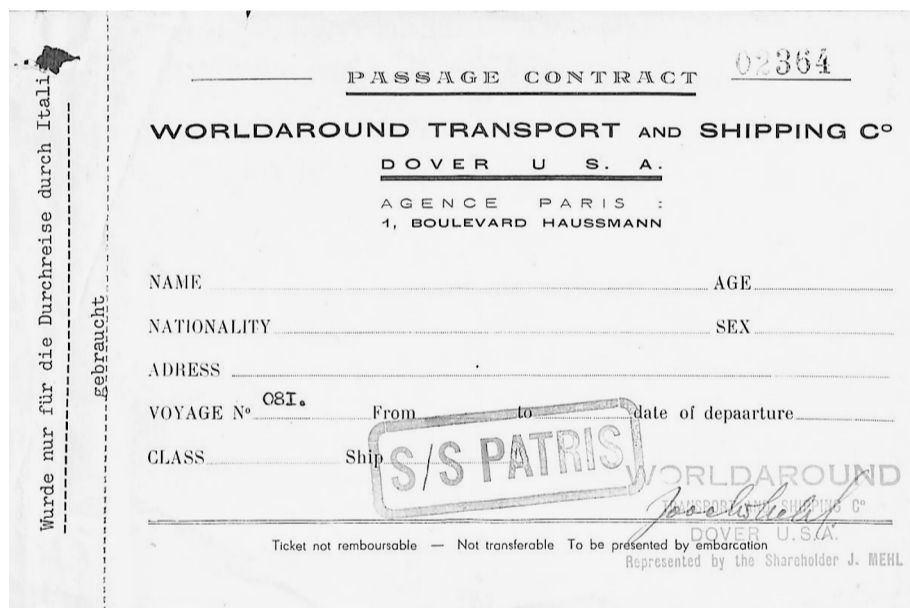 Wurde nur für die Durchreise durch Itali
gebraucht
PASSAGE CONTRACT
02364
WORLDAROUND TRANSPORT AND SHIPPING Cº
DOVER U S. A.
AGENCE PARIS :
1, BOULEVARD HAUSSMANN
NAME AGE
NATIONALITY SEX
ADRESS
VOYAGE Nº 08I. From to date of depaarture
CLASS Ship
S/S PATRIS
WORLDAROUND
TRANSPORT AND SHIPPING Cº
DOVER U.S.A.
Ticket not remboursable — Not transferable To be presented by embarcation
Represented by the Shareholder J. MEHL